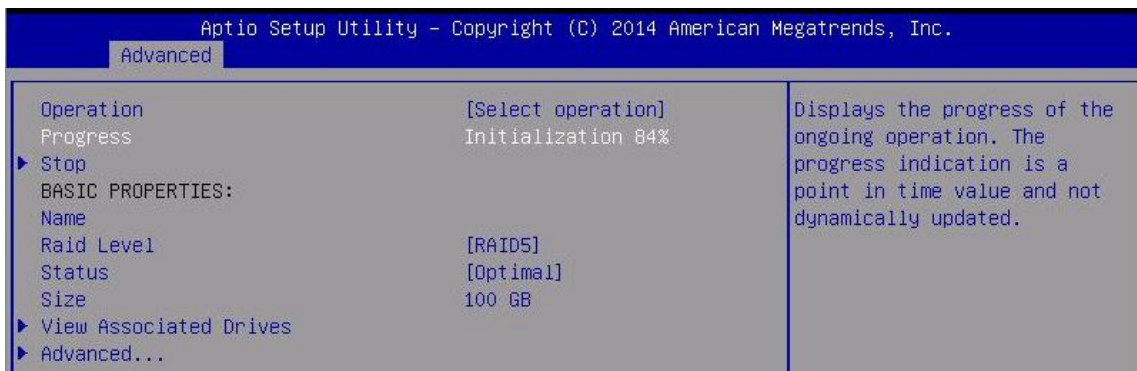 Aptio Setup Utility – Copyright (C) 2014 American Megatrends, Inc.
Advanced
Operation [Select operation]
Progress Initialization 84%
Stop
BASIC PROPERTIES:
Name
Raid Level [RAID5]
Status [Optimal]
Size 100 GB
View Associated Drives
Advanced...
Displays the progress of the
ongoing operation. The
progress indication is a
point in time value and not
dynamically updated.